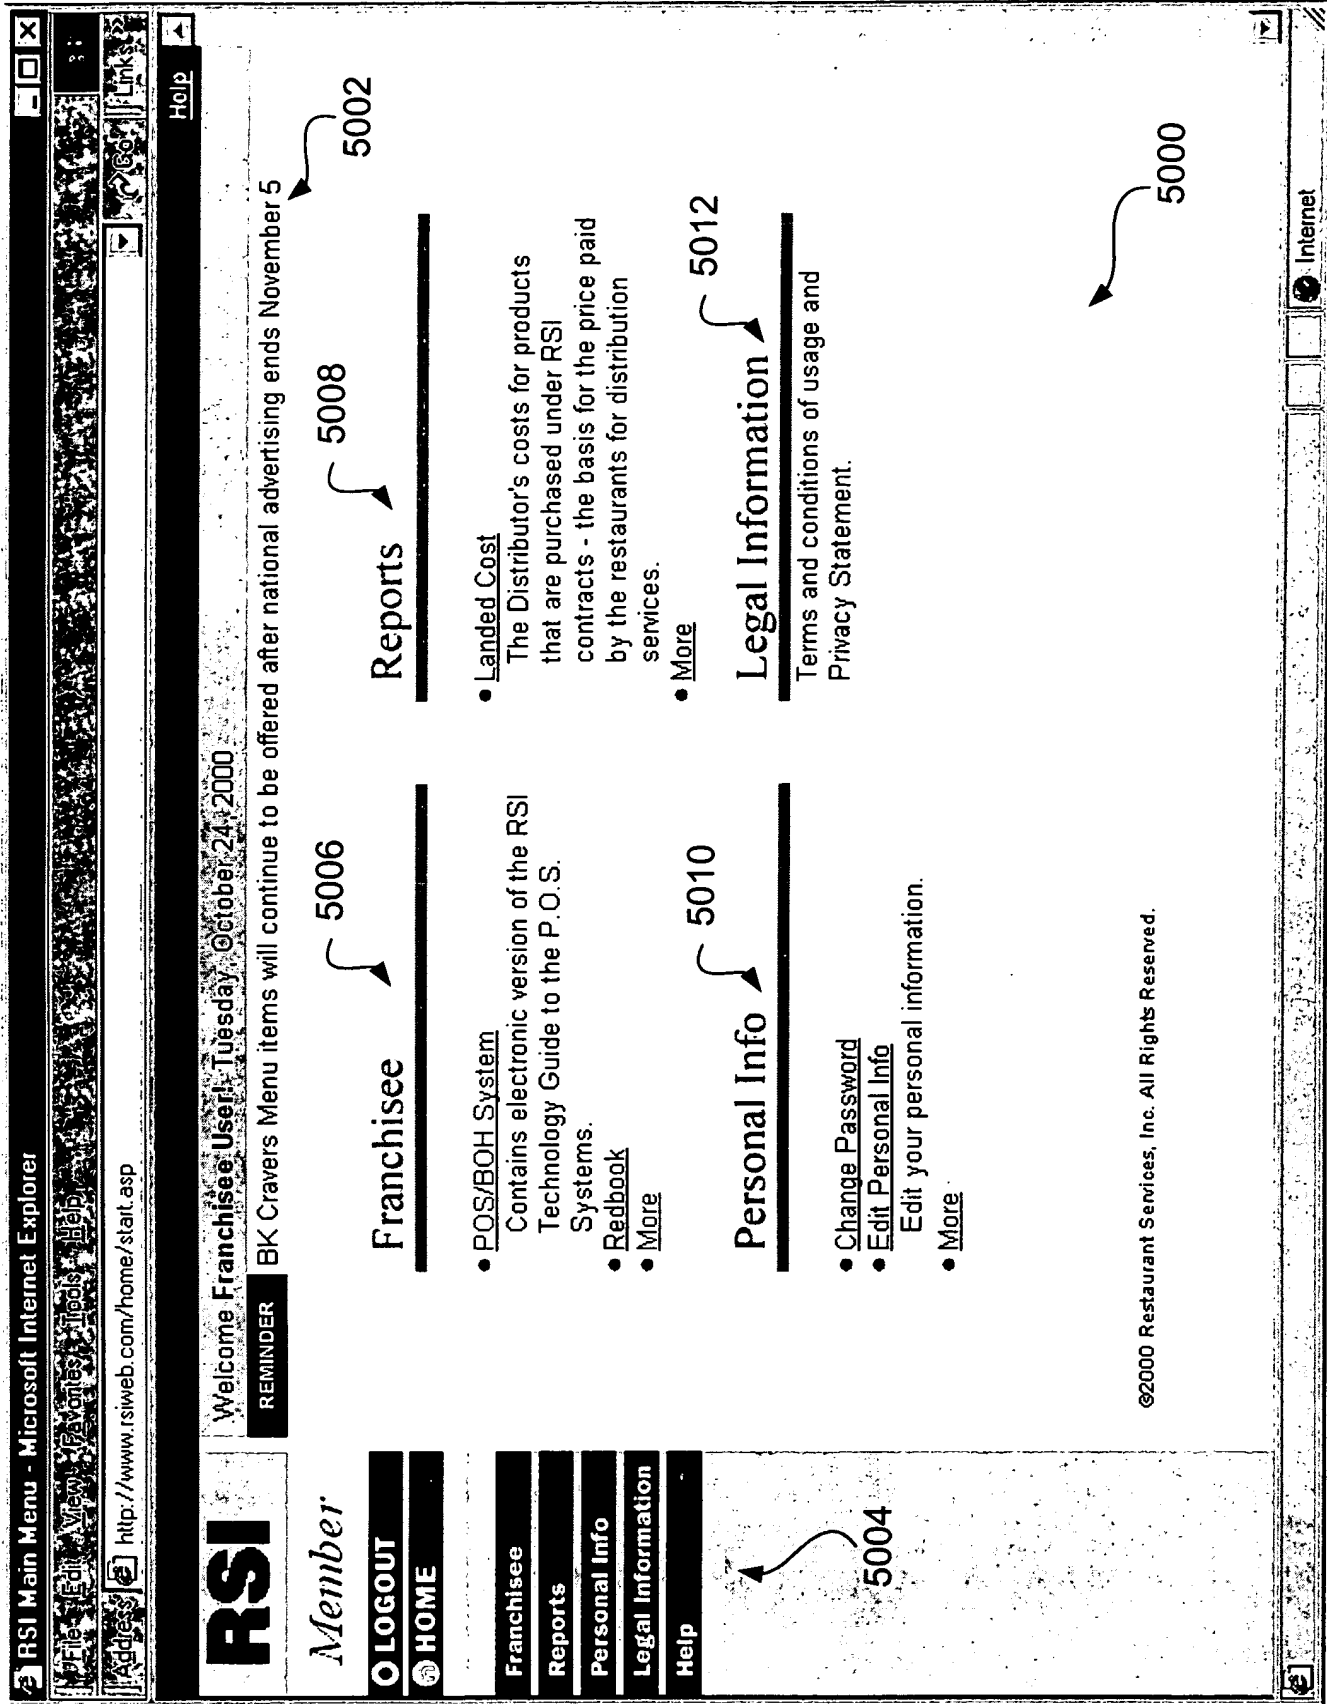 RSI Main Menu - Microsoft Internet Explorer
File Edit View Favorites Tools Help
Address http://www.rsiweb.com/home/start.asp Go Links »
Help
RSI
Welcome Franchisee User! Tuesday, October 24, 2000
REMINDER BK Cravers Menu items will continue to be offered after national advertising ends November 5
5002
Member
LOGOUT
HOME
Franchisee
Reports
Personal Info
Legal Information
Help
5004
5006
Franchisee
• POS/BOH System
Contains electronic version of the RSI
Technology Guide to the P.O.S.
Systems.
• Redbook
• More
5008
Reports
• Landed Cost
The Distributor's costs for products
that are purchased under RSI
contracts - the basis for the price paid
by the restaurants for distribution
services.
• More
5010
Personal Info
• Change Password
• Edit Personal Info
Edit your personal information.
• More
5012
Legal Information
Terms and conditions of usage and
Privacy Statement.
5000
©2000 Restaurant Services, Inc. All Rights Reserved.
Internet